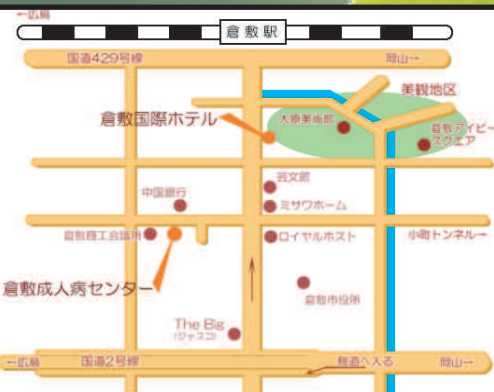 ←広島
倉敷駅
国道429号線
岡山→
美観地区
倉敷国際ホテル
大原美術館
倉敷アイビー
スクエア
芸文館
中国銀行
ミサワホーム
倉敷商工会議所
ロイヤルホスト
小町トンネル→
倉敷成人病センター
倉敷市役所
The Big
(ジャスコ)
←広島
国道2号線
側道へ入る
岡山→